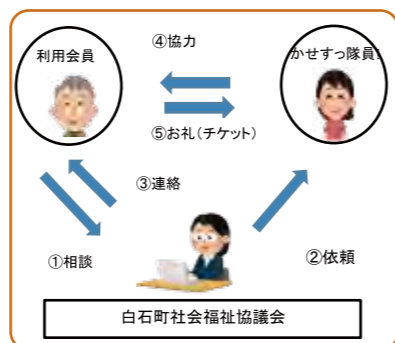 ④協力
利用会員
かせすっ隊員
⑤お礼(チケット)
③連絡
①相談
②依頼
白石町社会福祉協議会